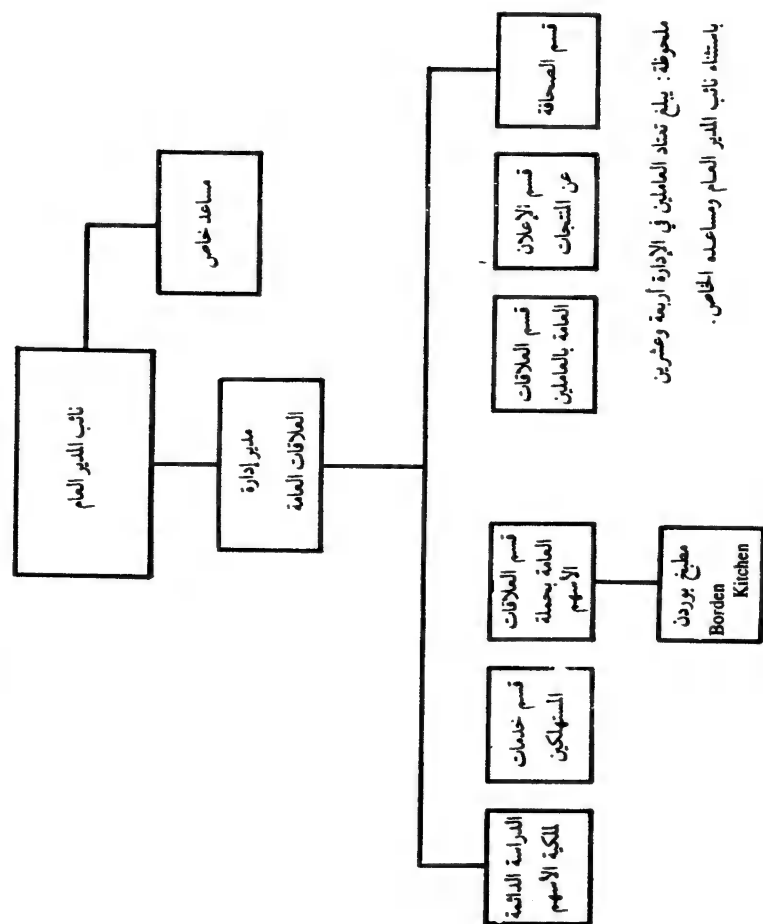 نائب المدير العام
مساعد خاص
مدير إدارة
العلاقات العامة
قسم الصحافة
قسم الإعلان
عن المنتجات
قسم العلاقات
العامة بالعاملين
قسم العلاقات
العامة بحملة
الأسهم
قسم خدمات
المستهلكين
الدراسة الدائمة
لملكية الأسهم
مطبخ بوردن
Borden
Kitchen
ملحوظة : يبلغ تعداد العاملين في الإدارة أربعة وعشرين
باستثناء نائب المدير العام ومساعده الخاص .